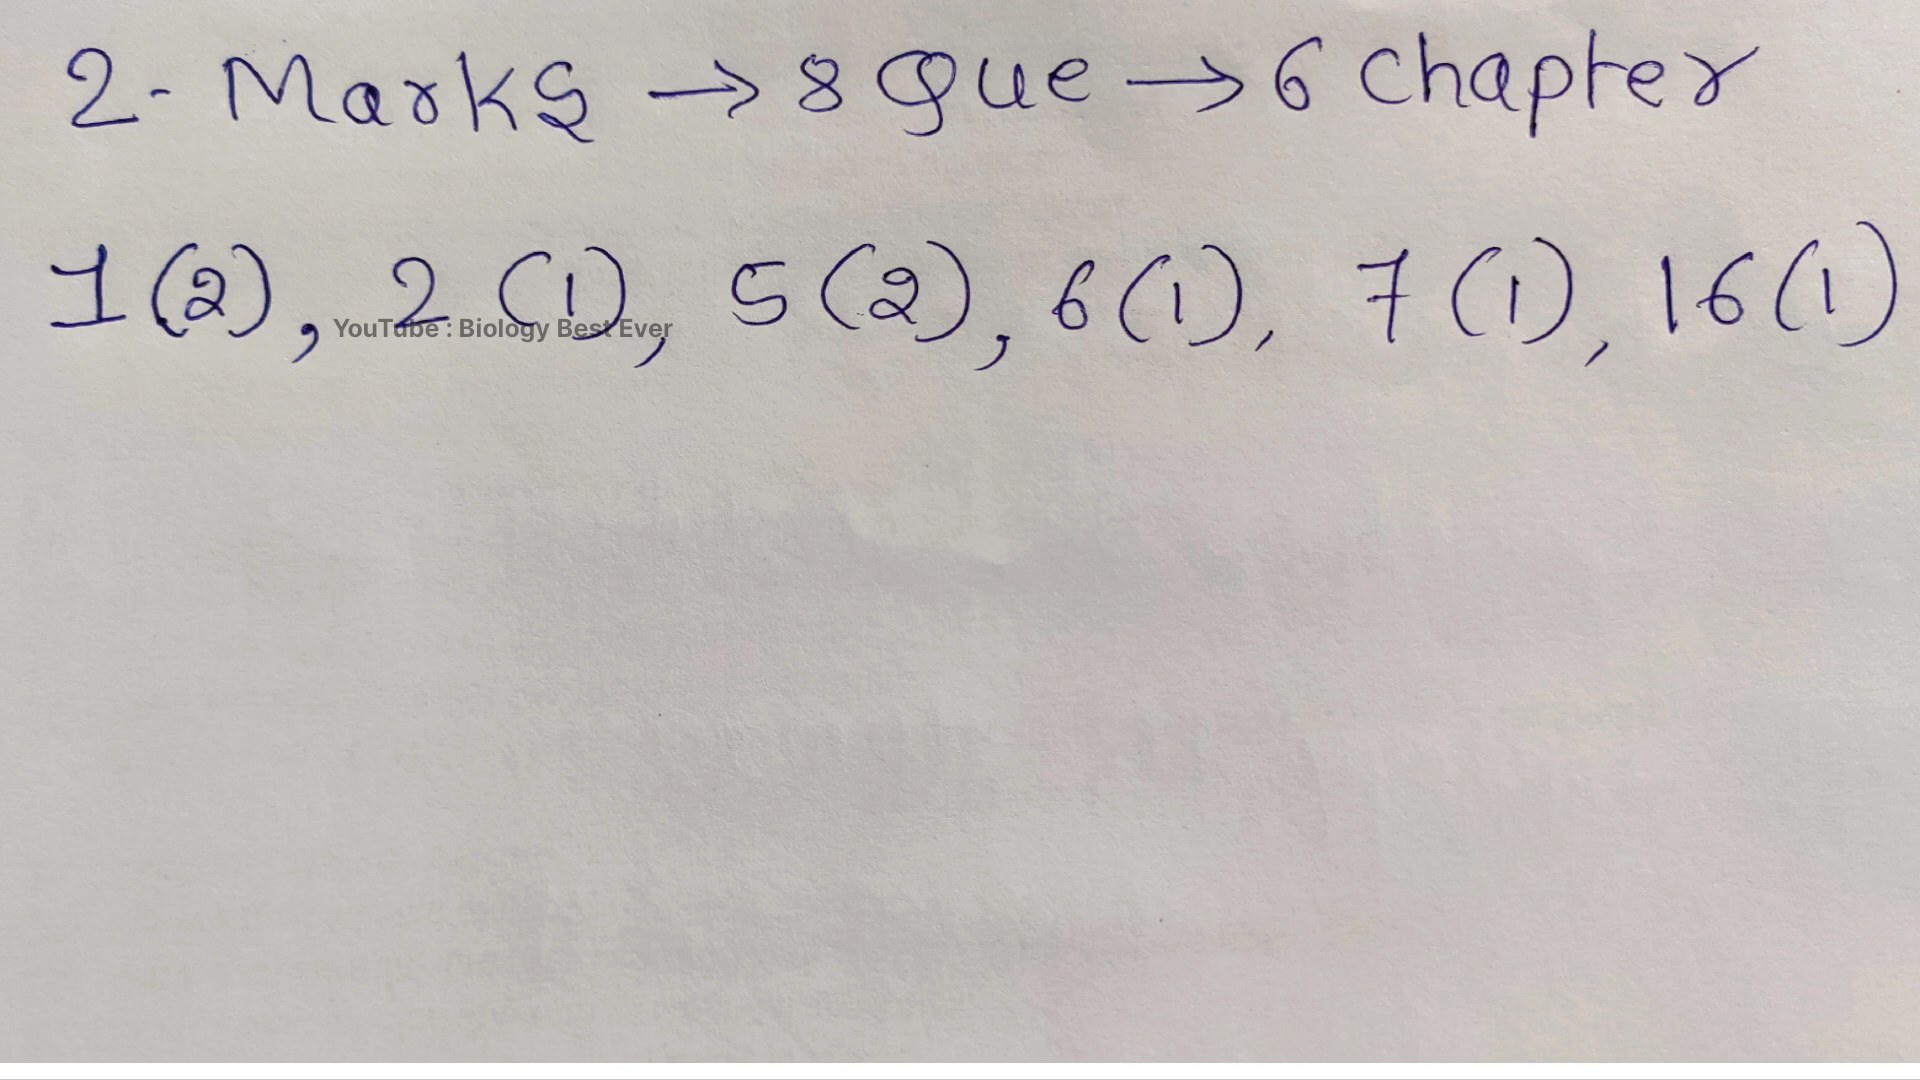 2- Marks → 8 Que → 6 Chapter
1 (2), 2 (1), 5 (2), 6 (1), 7 (1), 16 (1)
YouTube : Biology Best Ever